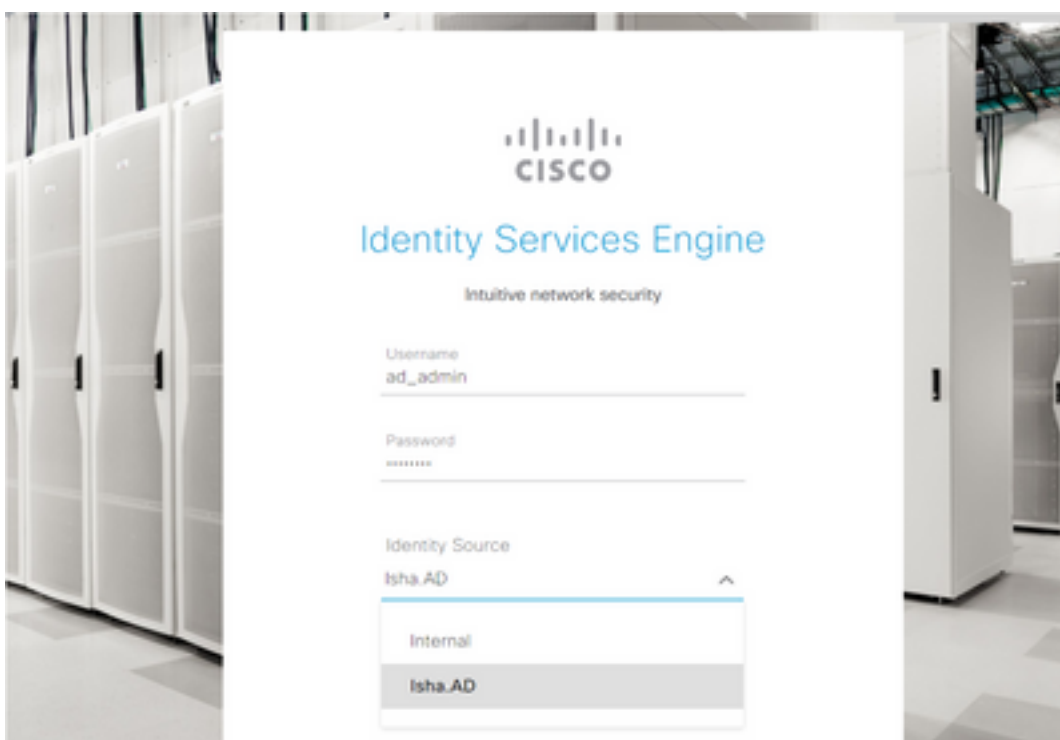 CISCO
Identity Services Engine
Intuitive network security
Username
ad_admin
Password
Identity Source
Isha.AD
Internal
Isha.AD